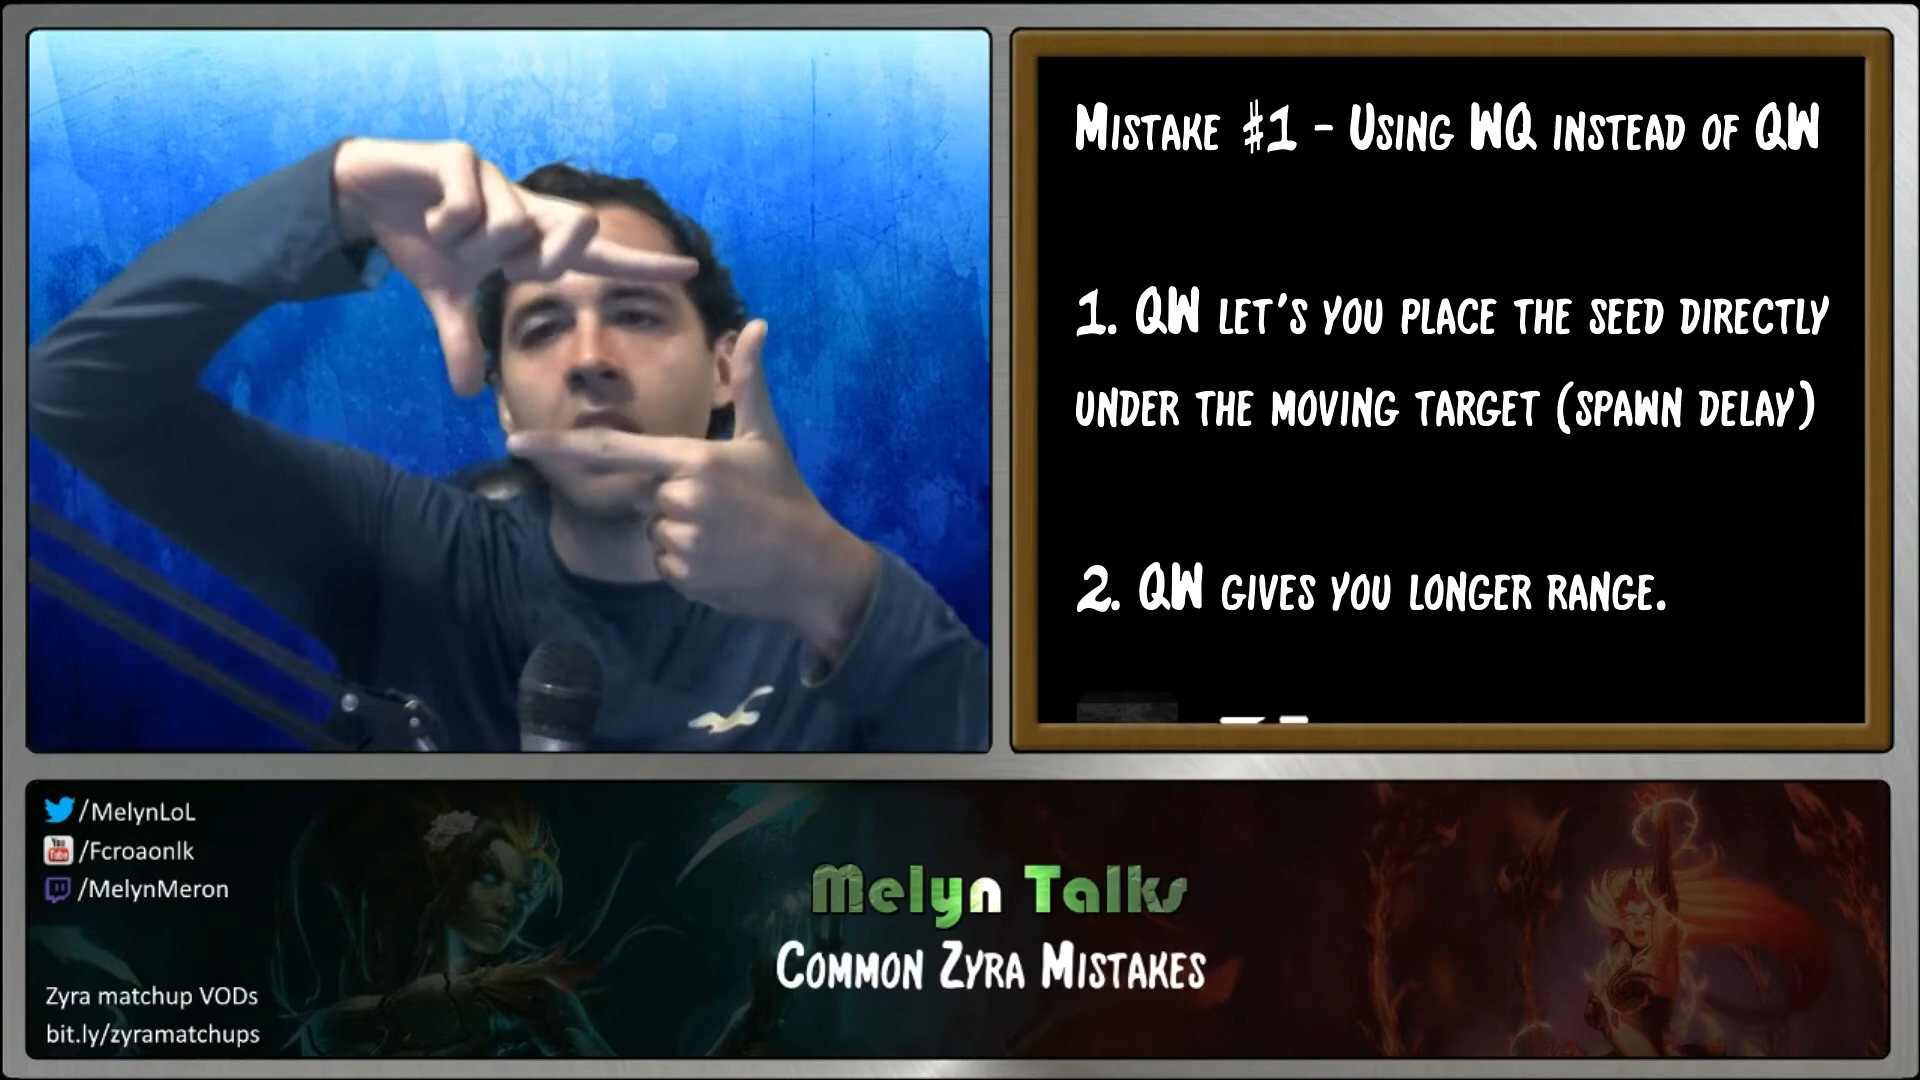 Mistake #1 - Using WQ instead of QW
1. QW let's you place the seed directly
under the moving target (spawn delay)
2. QW gives you longer range.
/MelynLoL
You Tube
/Fcroaonlk
/MelynMeron
Zyra matchup VODs
bit.ly/zyramatchups
Melyn Talks
Common Zyra Mistakes